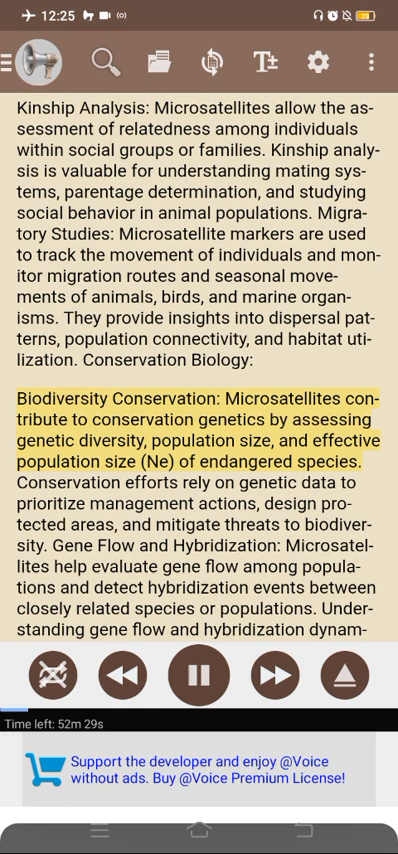 12:25
T±
Kinship Analysis: Microsatellites allow the as-
sessment of relatedness among individuals
within social groups or families. Kinship analy-
sis is valuable for understanding mating sys-
tems, parentage determination, and studying
social behavior in animal populations. Migra-
tory Studies: Microsatellite markers are used
to track the movement of individuals and mon-
itor migration routes and seasonal move-
ments of animals, birds, and marine organ-
isms. They provide insights into dispersal pat-
terns, population connectivity, and habitat uti-
lization. Conservation Biology:
Biodiversity Conservation: Microsatellites con-
tribute to conservation genetics by assessing
genetic diversity, population size, and effective
population size (Ne) of endangered species.
Conservation efforts rely on genetic data to
prioritize management actions, design pro-
tected areas, and mitigate threats to biodiver-
sity. Gene Flow and Hybridization: Microsatel-
lites help evaluate gene flow among popula-
tions and detect hybridization events between
closely related species or populations. Under-
standing gene flow and hybridization dynam-
Time left: 52m 29s
Support the developer and enjoy @Voice
without ads. Buy @Voice Premium License!